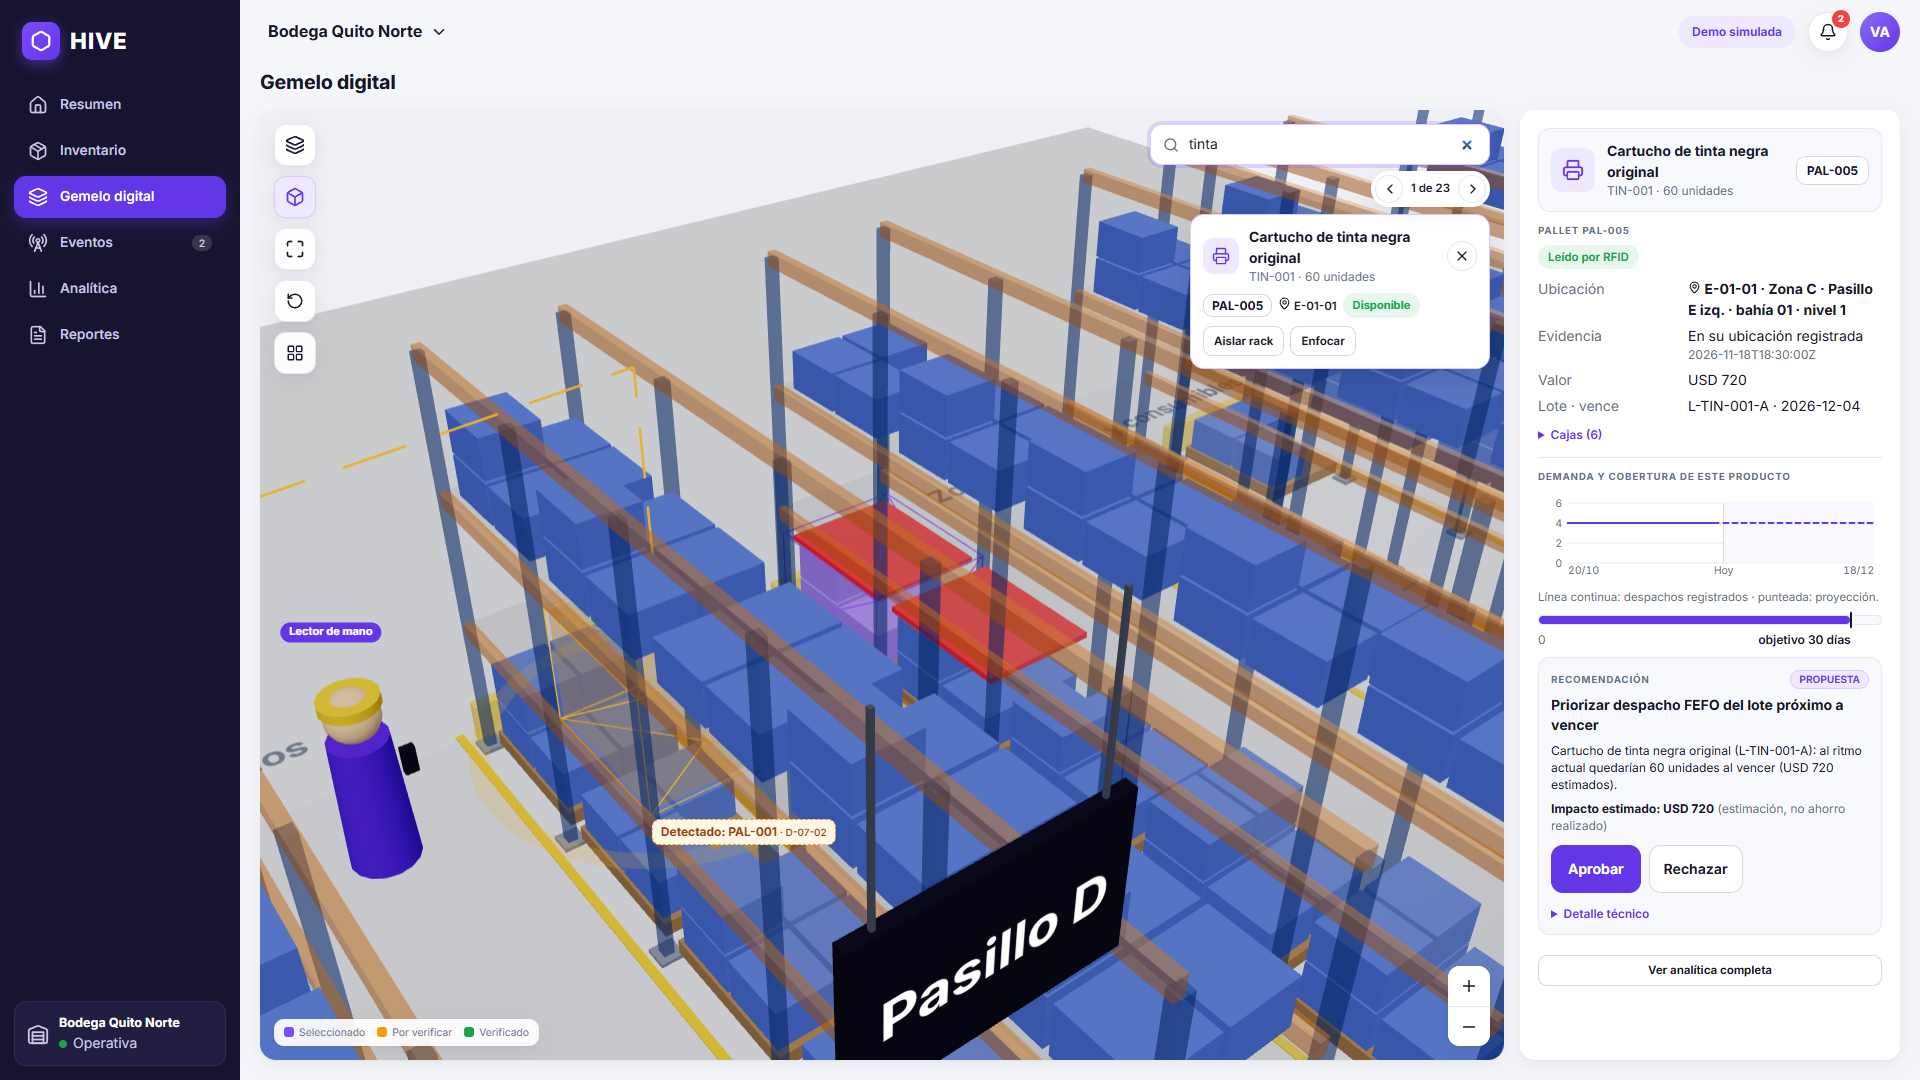 HIVE
Resumen
Inventario
Gemelo digital
Eventos
2
Analítica
Reportes
Bodega Quito Norte
Operativa
Bodega Quito Norte
Demo simulada
2
VA
Gemelo digital
tinta
1 de 23
Cartucho de tinta negra
original
TIN-001 · 60 unidades
PAL-005
E-01-01
Disponible
Aislar rack
Enfocar
consumibles
Zo
Lector de mano
os
Detectado: PAL-001 · D-07-02
Pasillo D
Seleccionado
Por verificar
Verificado
+
−
Cartucho de tinta negra
original
TIN-001 · 60 unidades
PAL-005
PALLET PAL-005
Leído por RFID
Ubicación
E-01-01 · Zona C · Pasillo
E izq. · bahía 01 · nivel 1
Evidencia
En su ubicación registrada
2026-11-18T18:30:00Z
Valor
USD 720
Lote · vence
L-TIN-001-A · 2026-12-04
Cajas (6)
DEMANDA Y COBERTURA DE ESTE PRODUCTO
6
4
2
0
20/10
Hoy
18/12
Línea continua: despachos registrados · punteada: proyección.
0
objetivo 30 días
RECOMENDACIÓN
PROPUESTA
Priorizar despacho FEFO del lote próximo a
vencer
Cartucho de tinta negra original (L-TIN-001-A): al ritmo
actual quedarían 60 unidades al vencer (USD 720
estimados).
Impacto estimado: USD 720 (estimación, no ahorro
realizado)
Aprobar
Rechazar
Detalle técnico
Ver analítica completa